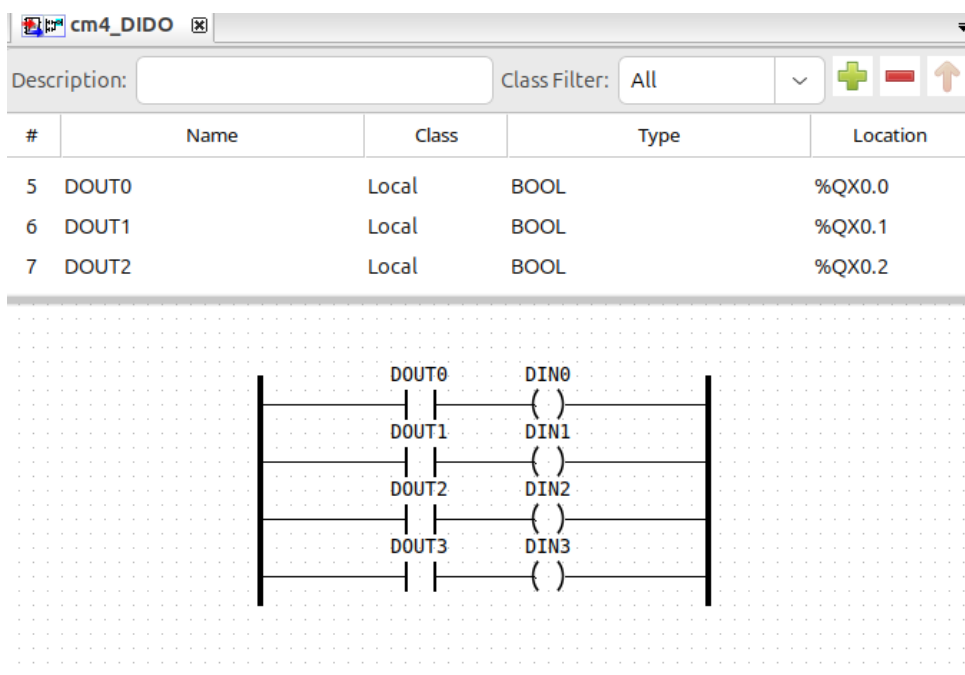 cm4_DIDO
Description: Class Filter: All
# Name Class Type Location
5 DOUT0 Local BOOL %QX0.0
6 DOUT1 Local BOOL %QX0.1
7 DOUT2 Local BOOL %QX0.2
DOUT0 DIN0
DOUT1 DIN1
DOUT2 DIN2
DOUT3 DIN3